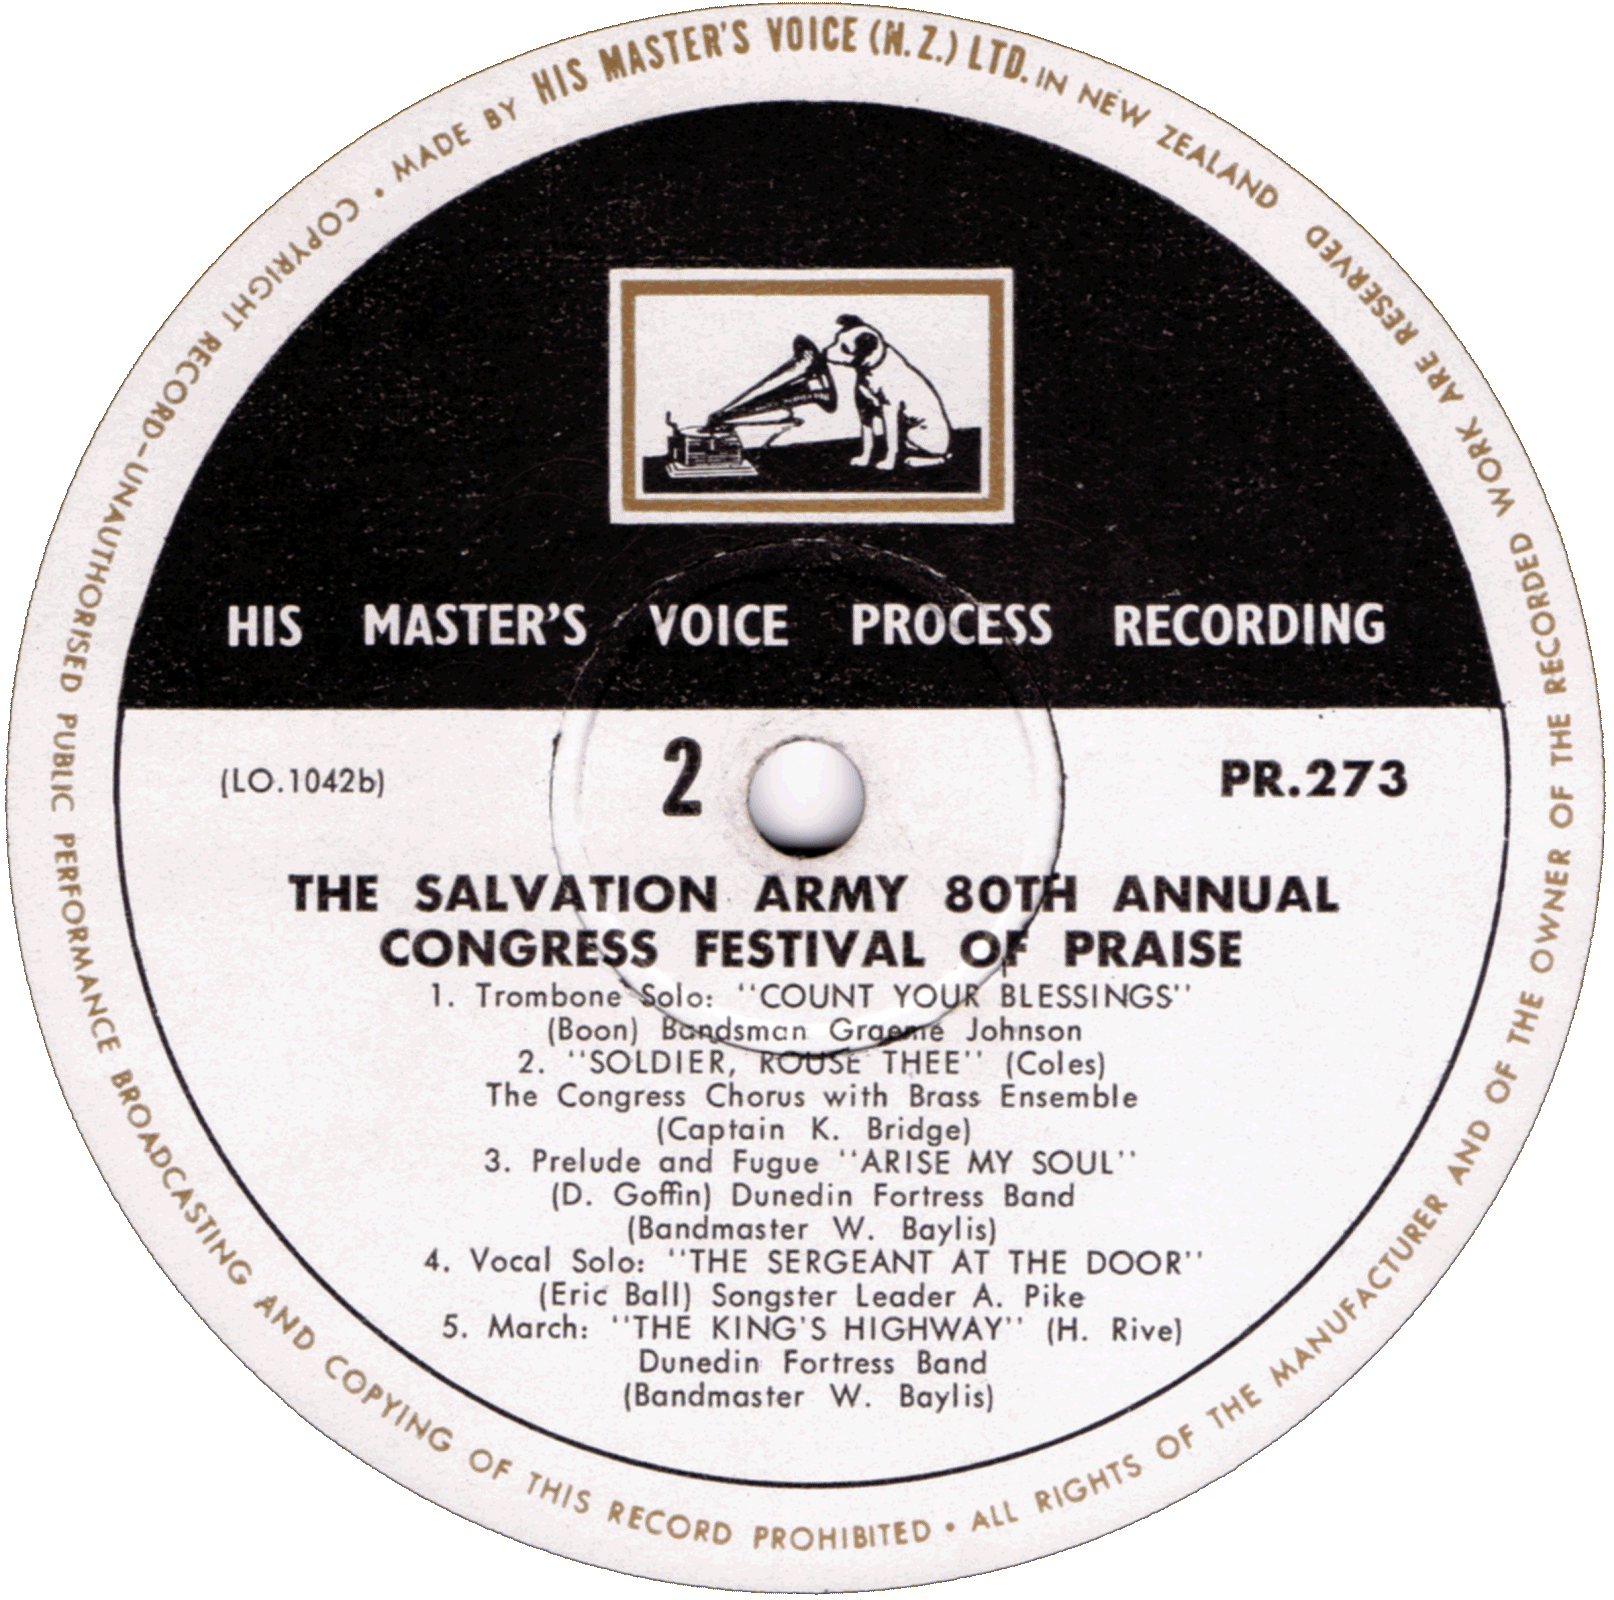 MADE BY HIS MASTER'S VOICE (N.Z.) LTD. IN NEW ZEALAND
HIS MASTER'S VOICE PROCESS RECORDING
(LO.1042b) 2 PR.273
THE SALVATION ARMY 80TH ANNUAL
CONGRESS FESTIVAL OF PRAISE
1. Trombone Solo: "COUNT YOUR BLESSINGS"
(Boon) Bandsman Graeme Johnson
2. "SOLDIER, ROUSE THEE" (Coles)
The Congress Chorus with Brass Ensemble
(Captain K. Bridge)
3. Prelude and Fugue "ARISE MY SOUL"
(D. Goffin) Dunedin Fortress Band
(Bandmaster W. Baylis)
4. Vocal Solo: "THE SERGEANT AT THE DOOR"
(Eric Ball) Songster Leader A. Pike
5. March: "THE KING'S HIGHWAY" (H. Rive)
Dunedin Fortress Band
(Bandmaster W. Baylis)
• COPYRIGHT RECORD-UNAUTHORISED PUBLIC PERFORMANCE BROADCASTING AND COPYING OF THIS RECORD PROHIBITED • ALL RIGHTS OF THE MANUFACTURER AND OF THE OWNER OF THE RECORDED WORK ARE RESERVED